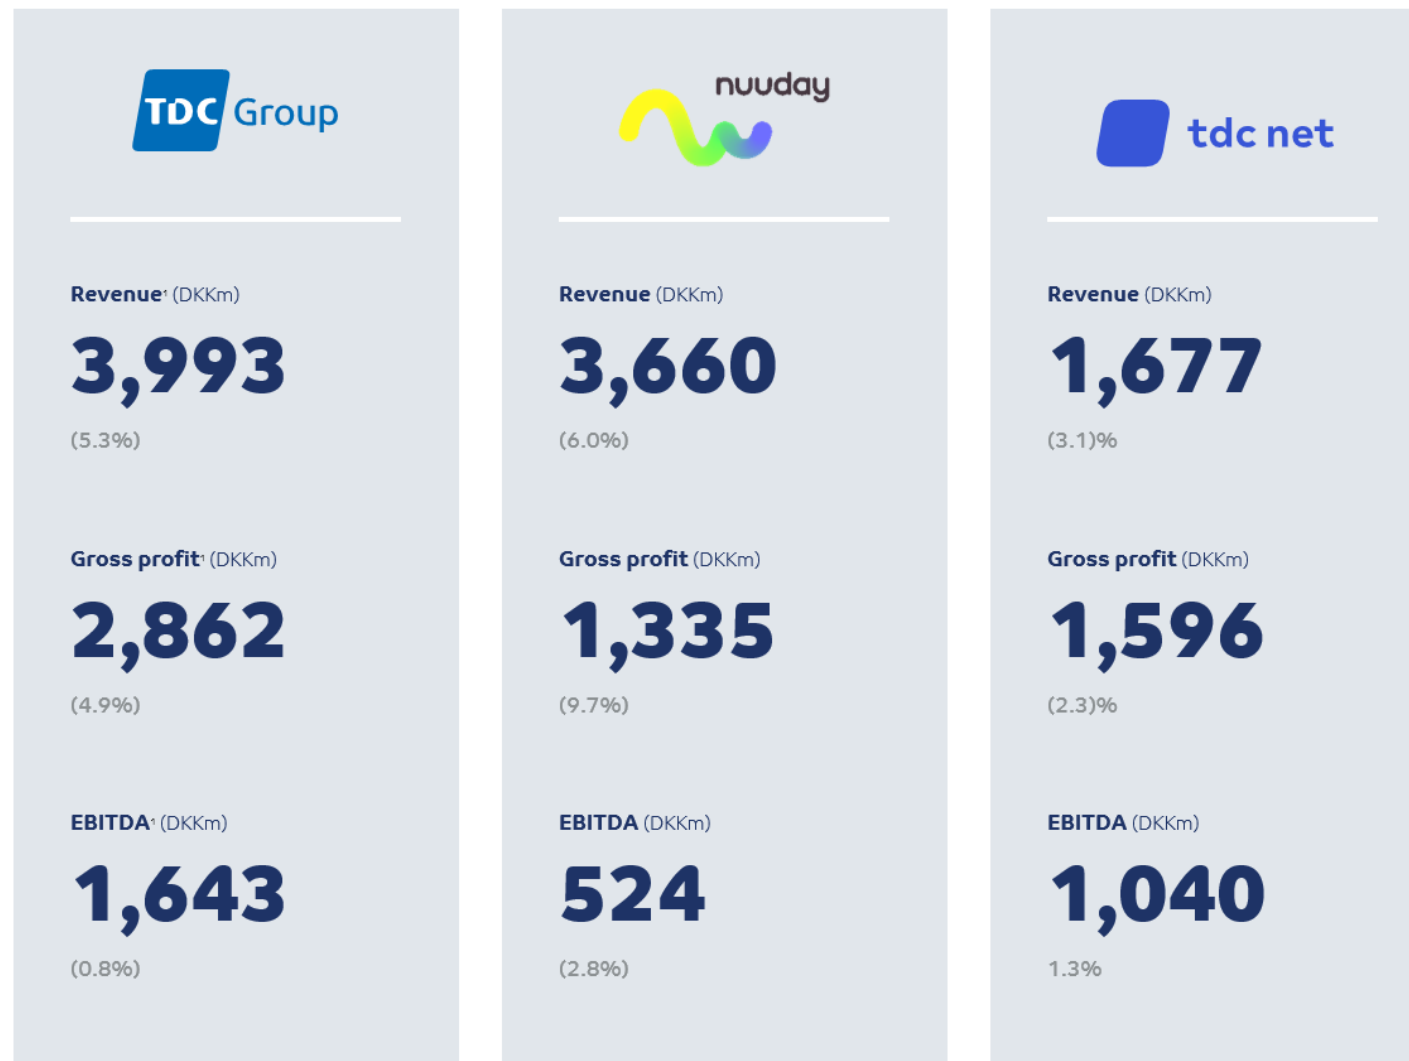 TDC Group
Revenue¹ (DKKm)
3,993
(5.3%)
Gross profit¹ (DKKm)
2,862
(4.9%)
EBITDA¹ (DKKm)
1,643
(0.8%)
nuuday
Revenue (DKKm)
3,660
(6.0%)
Gross profit (DKKm)
1,335
(9.7%)
EBITDA (DKKm)
524
(2.8%)
tdc net
Revenue (DKKm)
1,677
(3.1)%
Gross profit (DKKm)
1,596
(2.3)%
EBITDA (DKKm)
1,040
1.3%